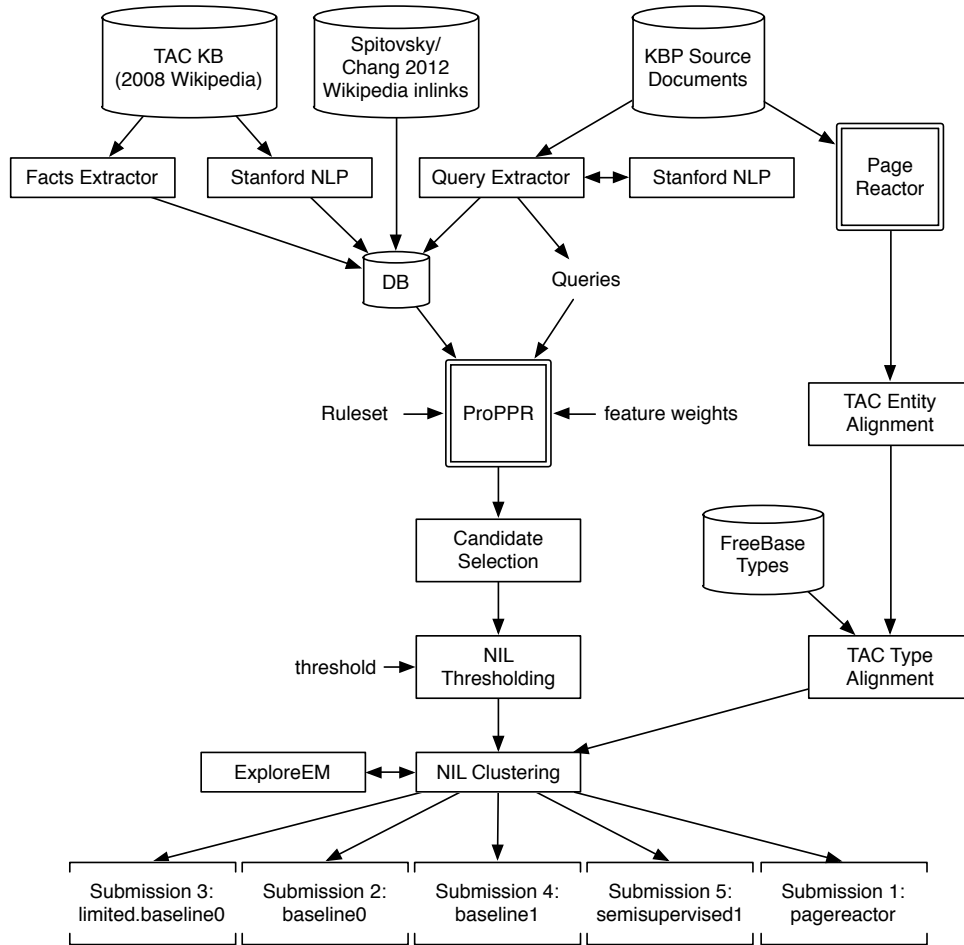 TAC KB
(2008 Wikipedia)
Spitovsky/
Chang 2012
Wikipedia inlinks
KBP Source
Documents
Facts Extractor
Stanford NLP
Query Extractor
Stanford NLP
Page
Reactor
DB
Queries
Ruleset
ProPPR
feature weights
TAC Entity
Alignment
Candidate
Selection
FreeBase
Types
threshold
NIL
Thresholding
TAC Type
Alignment
ExploreEM
NIL Clustering
Submission 3:
limited.baseline0
Submission 2:
baseline0
Submission 4:
baseline1
Submission 5:
semisupervised1
Submission 1:
pagereactor